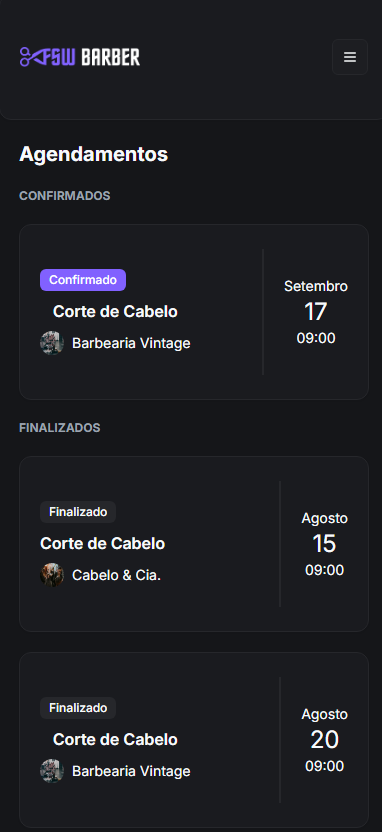 FSW BARBER
Agendamentos
CONFIRMADOS
Confirmado
Corte de Cabelo
Barbearia Vintage
Setembro
17
09:00
FINALIZADOS
Finalizado
Corte de Cabelo
Cabelo & Cia.
Agosto
15
09:00
Finalizado
Corte de Cabelo
Barbearia Vintage
Agosto
20
09:00